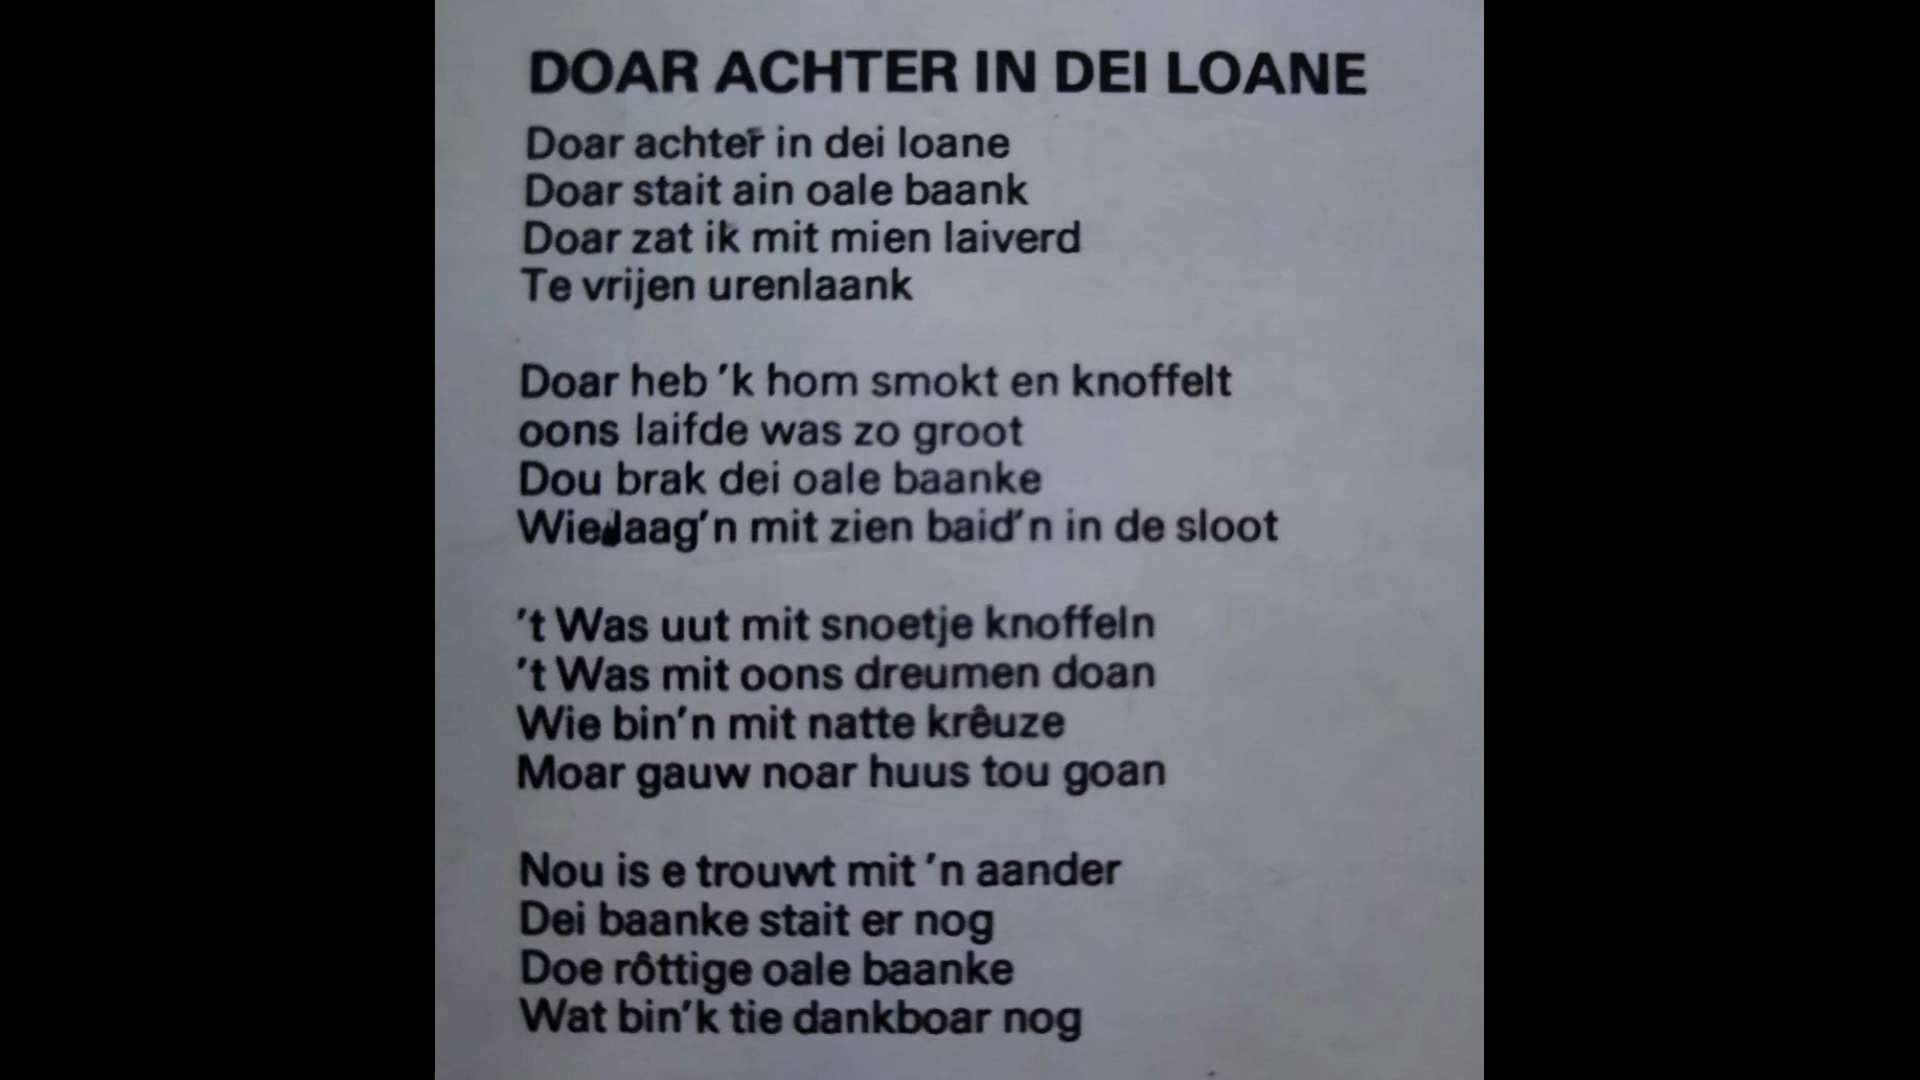 DOAR ACHTER IN DEI LOANE
Doar achter in dei loane
Doar stait ain oale baank
Doar zat ik mit mien laiverd
Te vrijen urenlaank
Doar heb 'k hom smokt en knoffelt
oons laifde was zo groot
Dou brak dei oale baanke
Wie laag'n mit zien baid'n in de sloot
't Was uut mit snoetje knoffeln
't Was mit oons dreumen doan
Wie bin'n mit natte krêuze
Moar gauw noar huus tou goan
Nou is e trouwt mit 'n aander
Dei baanke stait er nog
Doe rôttige oale baanke
Wat bin'k tie dankboar nog